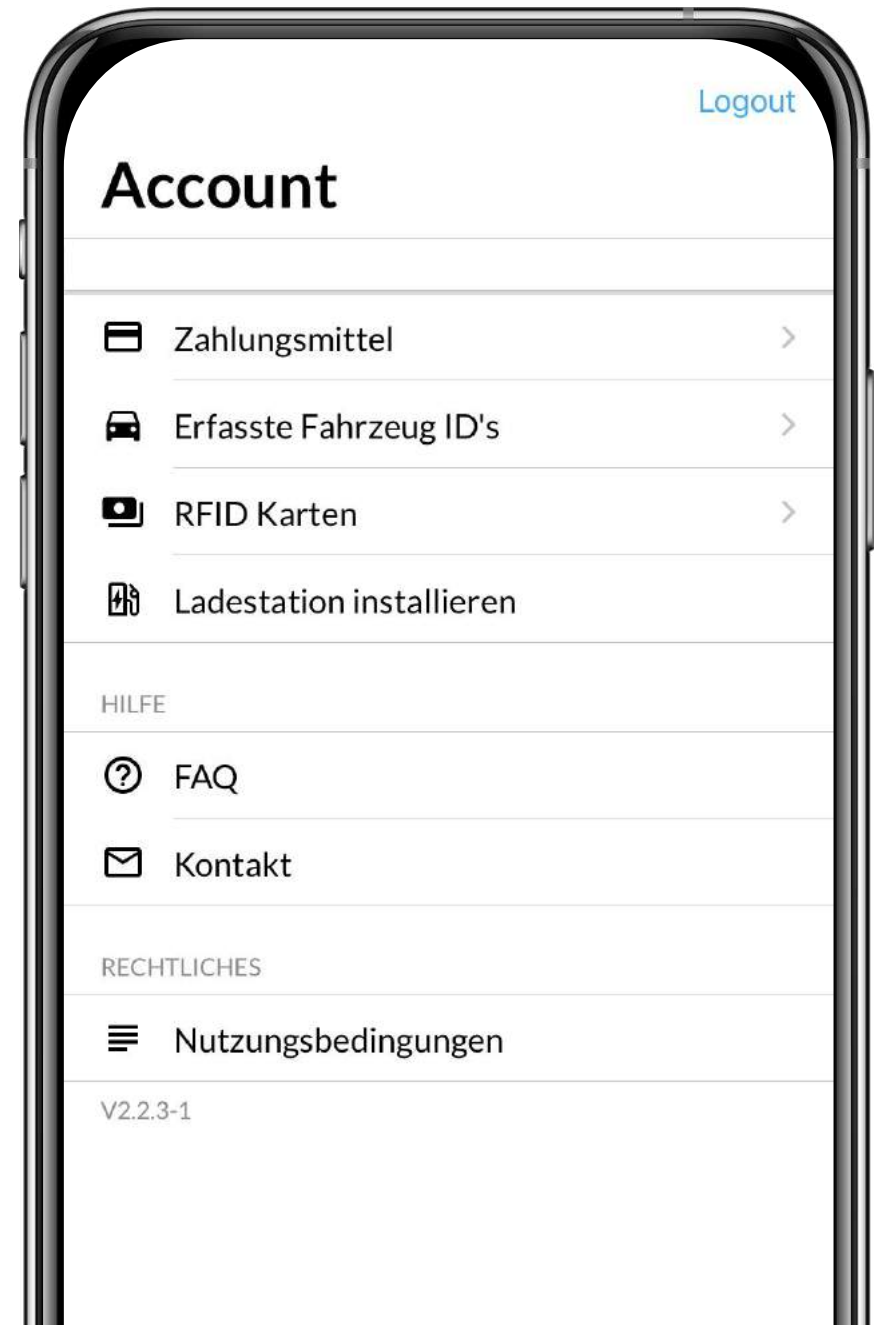 Logout
Account
Zahlungsmittel
Erfasste Fahrzeug ID's
RFID Karten
Ladestation installieren
HILFE
FAQ
Kontakt
RECHTLICHES
Nutzungsbedingungen
V2.2.3-1